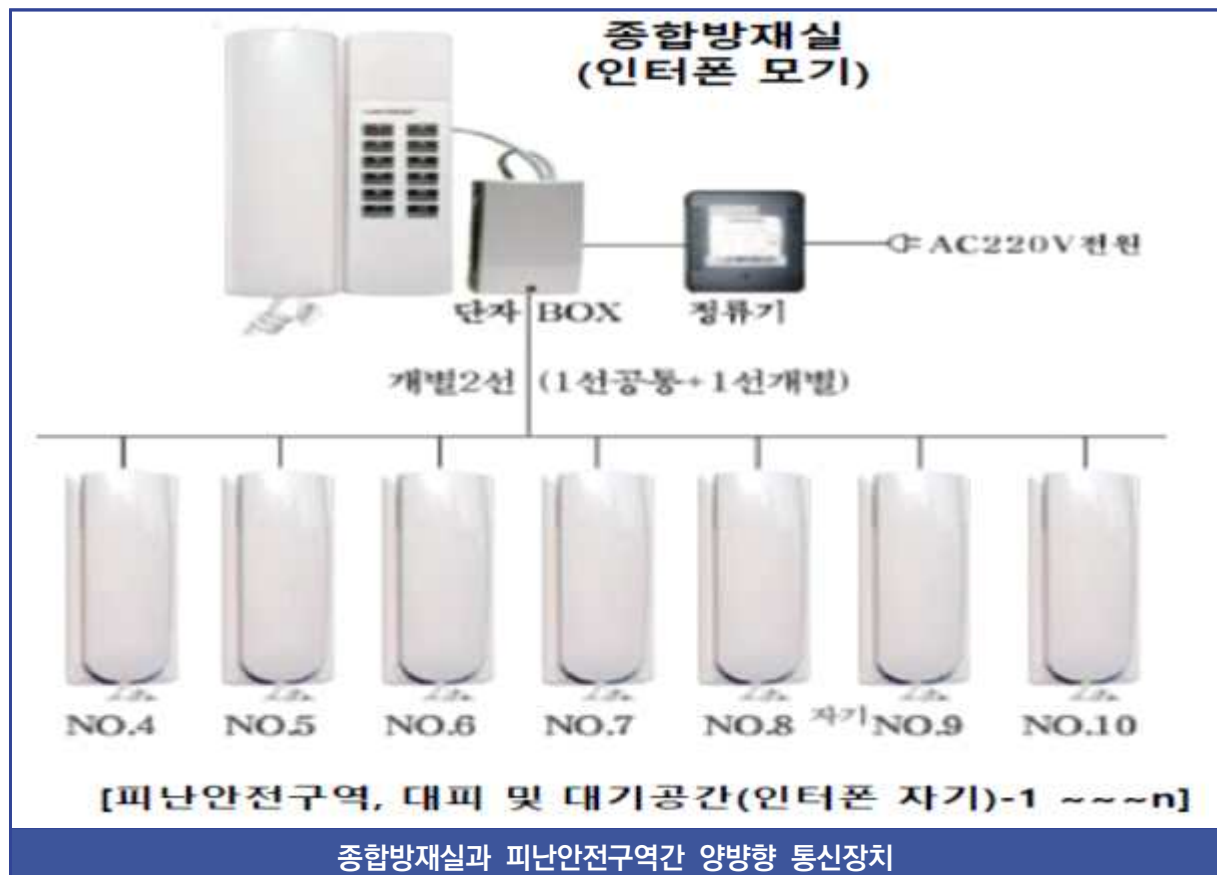 종합방재실
(인터폰 모기)
AC220V전원
단자 BOX
정류기
개별2선 (1선공통+1선개별)
NO.4 NO.5 NO.6 NO.7 NO.8 자기 NO.9 NO.10
[피난안전구역, 대피 및 대기공간(인터폰 자기)-1 ~~~n]
종합방재실과 피난안전구역간 양뱡향 통신장치